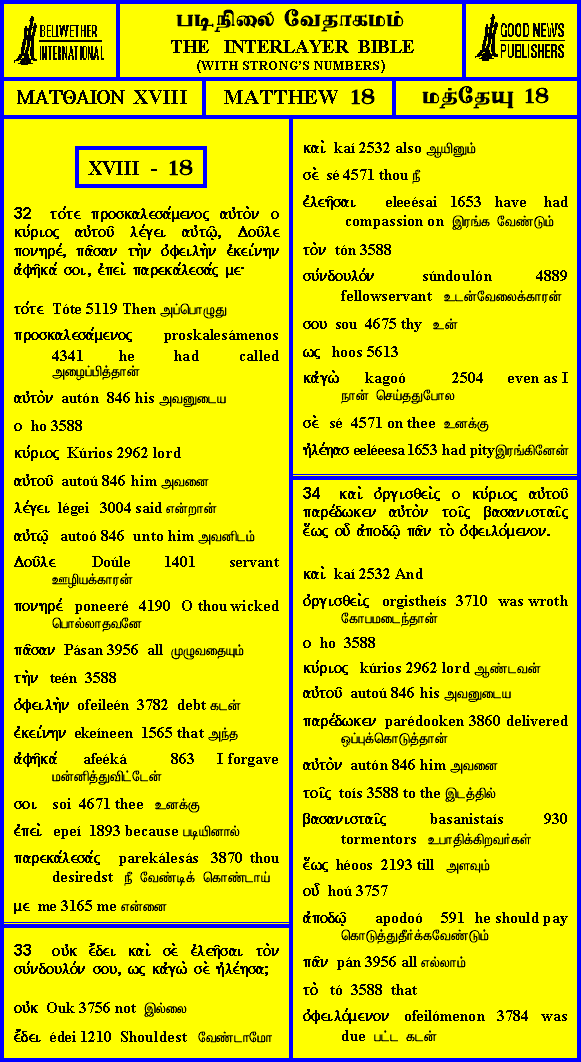 BELLWETHER
INTERNATIONAL
படிநிலை வேதாகமம்
THE INTERLAYER BIBLE
(WITH STRONG'S NUMBERS)
GOOD NEWS
PUBLISHERS
ΜΑΤΘΑΙΟΝ XVIII
MATTHEW 18
மத்தேயு 18
XVIII - 18
32 τότε προσκαλεσάμενος αὐτὸν ο
κύριος αὐτοῦ λέγει αὐτῷ, Δοῦλε
πονηρέ, πᾶσαν τὴν ὀφειλὴν ἐκείνην
ἀφῆκά σοι, ἐπεὶ παρεκάλεσάς με·
τότε Tóte 5119 Then அப்பொழுது
προσκαλεσάμενος proskalesámenos
4341 he had called
அழைப்பித்தான்
αὐτὸν autón 846 his அவனுடைய
ο ho 3588
κύριος Kúrios 2962 lord
αὐτοῦ autoú 846 him அவனை
λέγει légei 3004 said என்றான்
αὐτῷ autoó 846 unto him அவனிடம்
Δοῦλε Doúle 1401 servant
ஊழியக்காரன்
πονηρέ poneeré 4190 O thou wicked
பொல்லாதவனே
πᾶσαν Pásan 3956 all முழுவதையும்
τὴν teén 3588
ὀφειλὴν ofeileén 3782 debt கடன்
ἐκείνην ekeíneen 1565 that அந்த
ἀφῆκά afeéká 863 I forgave
மன்னித்துவிட்டேன்
σοι soi 4671 thee உனக்கு
ἐπεὶ epeí 1893 because படியினால்
παρεκάλεσάς parekálesás 3870 thou
desiredst நீ வேண்டிக் கொண்டாய்
με me 3165 me என்னை
33 οὐκ ἔδει καὶ σὲ ἐλεῆσαι τὸν
σύνδουλόν σου, ως κἀγὼ σὲ ἠλέησα;
οὐκ Ouk 3756 not இல்லை
ἔδει édei 1210 Shouldest வேண்டாமோ
καὶ kaí 2532 also ஆயினும்
σὲ sé 4571 thou நீ
ἐλεῆσαι eleeésai 1653 have had
compassion on இரங்க வேண்டும்
τὸν tón 3588
σύνδουλόν súndoulón 4889
fellowservant உடன்வேலைக்காரன்
σου sou 4675 thy உன்
ως hoos 5613
κἀγὼ kagoó 2504 even as I
நான் செய்ததுபோல
σὲ sé 4571 on thee உனக்கு
ἠλέησα eeléeesa 1653 had pity இரங்கினேன்
34 καὶ ὀργισθεὶς ο κύριος αὐτοῦ
παρέδωκεν αὐτὸν τοῖς βασανισταῖς
ἕως οὗ ἀποδῷ πᾶν τὸ ὀφειλόμενον.
καὶ kaí 2532 And
ὀργισθεὶς orgistheís 3710 was wroth
கோபமடைந்தான்
ο ho 3588
κύριος kúrios 2962 lord ஆண்டவன்
αὐτοῦ autoú 846 his அவனுடைய
παρέδωκεν parédooken 3860 delivered
ஒப்புக்கொடுத்தான்
αὐτὸν autón 846 him அவனை
τοῖς toís 3588 to the இடத்தில்
βασανισταῖς basanistaís 930
tormentors உபாதிக்கிறவர்கள்
ἕως héoos 2193 till அளவும்
οὗ hoú 3757
ἀποδῷ apodoó 591 he should pay
கொடுத்துதீர்க்கவேண்டும்
πᾶν pán 3956 all எல்லாம்
τὸ tó 3588 that
ὀφειλόμενον ofeilómenon 3784 was
due பட்ட கடன்